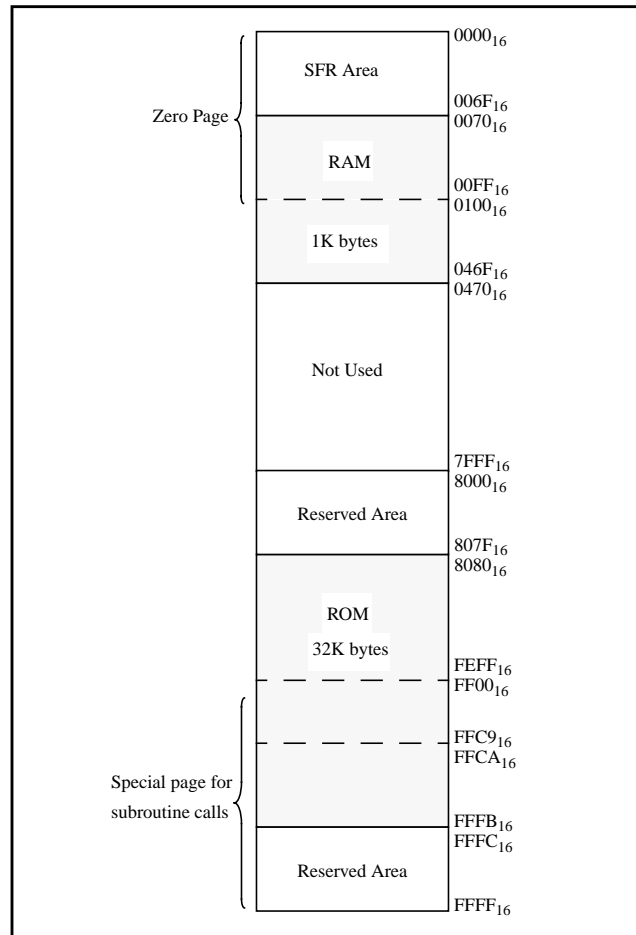 0000₁₆
SFR Area
006F₁₆
Zero Page
0070₁₆
RAM
00FF₁₆
0100₁₆
1K bytes
046F₁₆
0470₁₆
Not Used
7FFF₁₆
8000₁₆
Reserved Area
807F₁₆
8080₁₆
ROM
32K bytes
FEFF₁₆
FF00₁₆
FFC9₁₆
FFCA₁₆
Special page for
subroutine calls
FFFB₁₆
FFFC₁₆
Reserved Area
FFFF₁₆